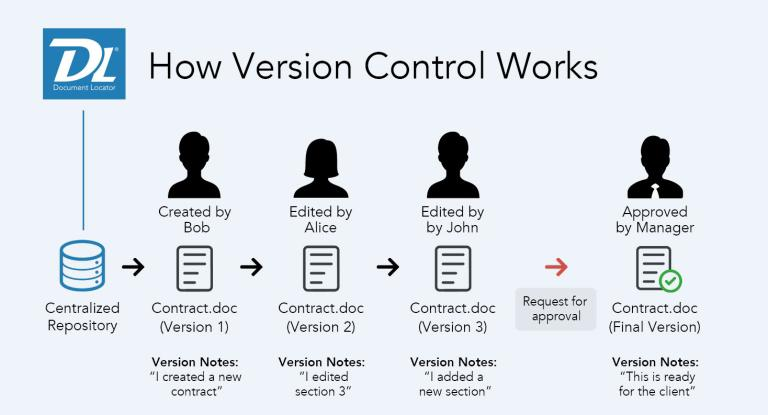 DL®
Document Locator
How Version Control Works
Created by
Bob
Edited by
Alice
Edited by
by John
Approved
by Manager
Centralized
Repository
Contract.doc
(Version 1)
Contract.doc
(Version 2)
Contract.doc
(Version 3)
Request for
approval
Contract.doc
(Final Version)
Version Notes:
“I created a new
contract”
Version Notes:
“I edited
section 3”
Version Notes:
“I added a
new section”
Version Notes:
“This is ready
for the client”